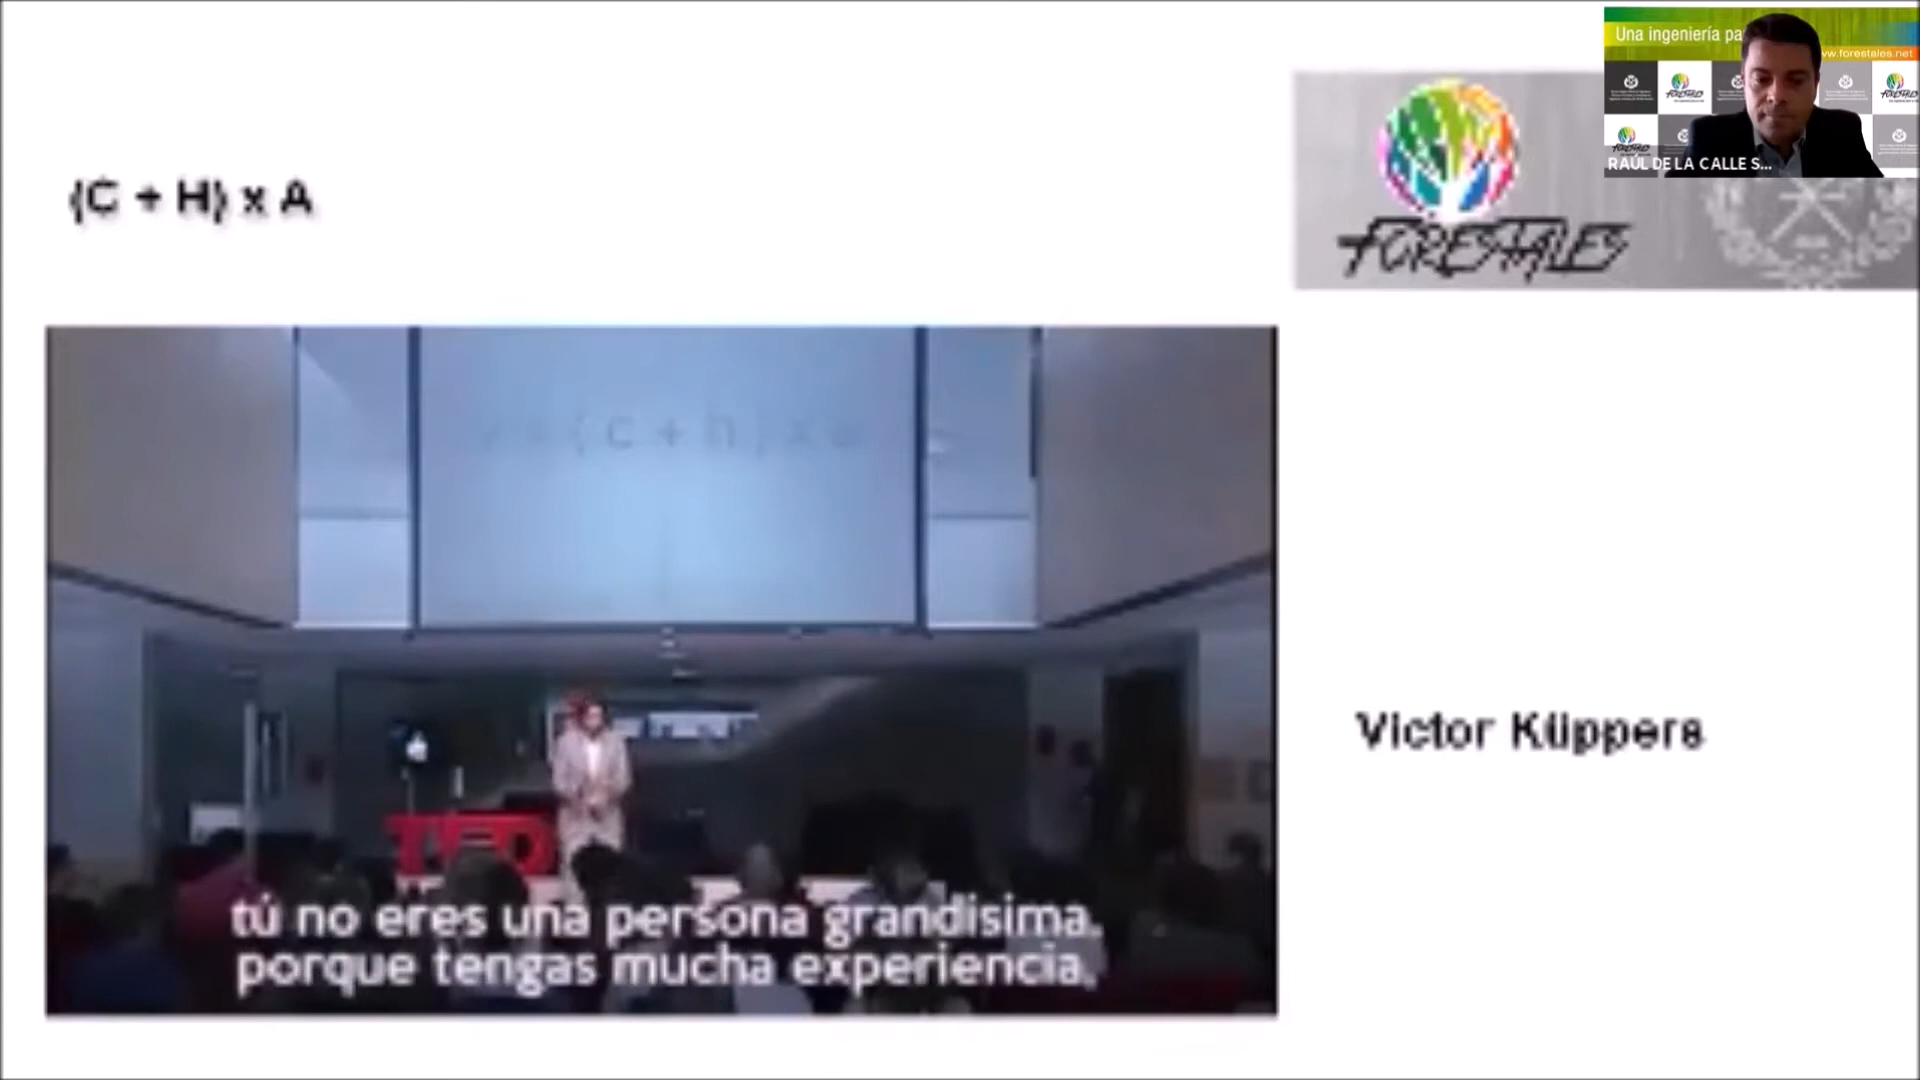 Una ingeniería pa
www.forestales.net
FORESTALES
RAÚL DE LA CALLE S...
(C + H) x A
FORESTALES
v = (c + h) x a
TED
tú no eres una persona grandisima,
porque tengas mucha experiencia,
Victor Küppers